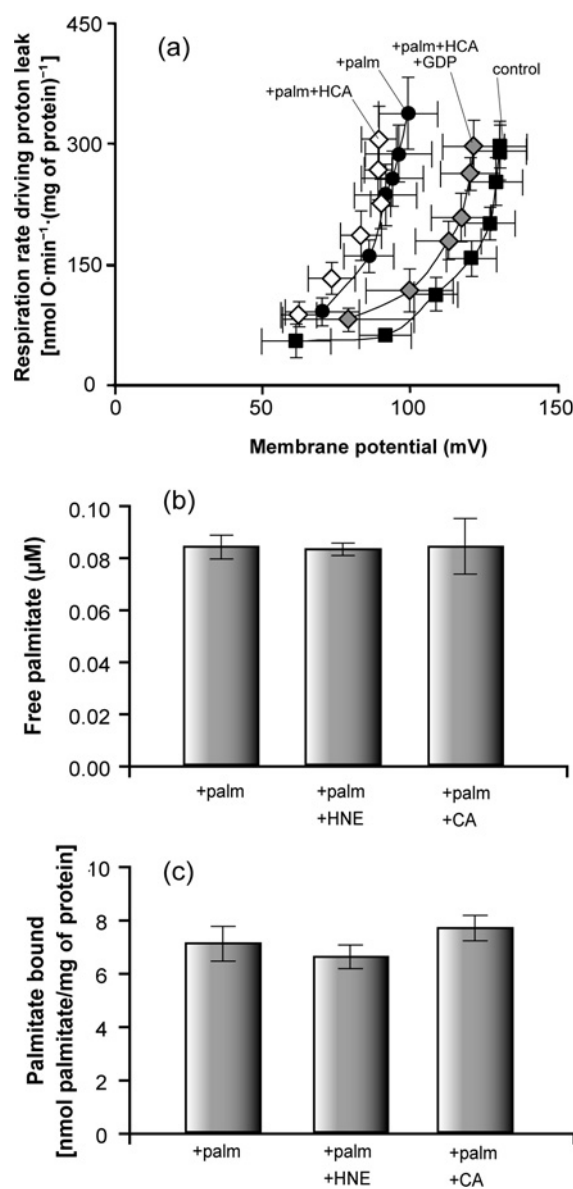 (a)
Respiration rate driving proton leak
[nmol O·min⁻¹·(mg of protein)⁻¹]
450
300
150
0
+palm+HCA
+palm
+palm+HCA
+GDP
control
0
50
100
150
Membrane potential (mV)
(b)
Free palmitate (µM)
0.10
0.08
0.06
0.04
0.02
0.00
+palm
+palm
+HNE
+palm
+CA
(c)
Palmitate bound
[nmol palmitate/mg of protein]
10
8
6
4
2
0
+palm
+palm
+HNE
+palm
+CA